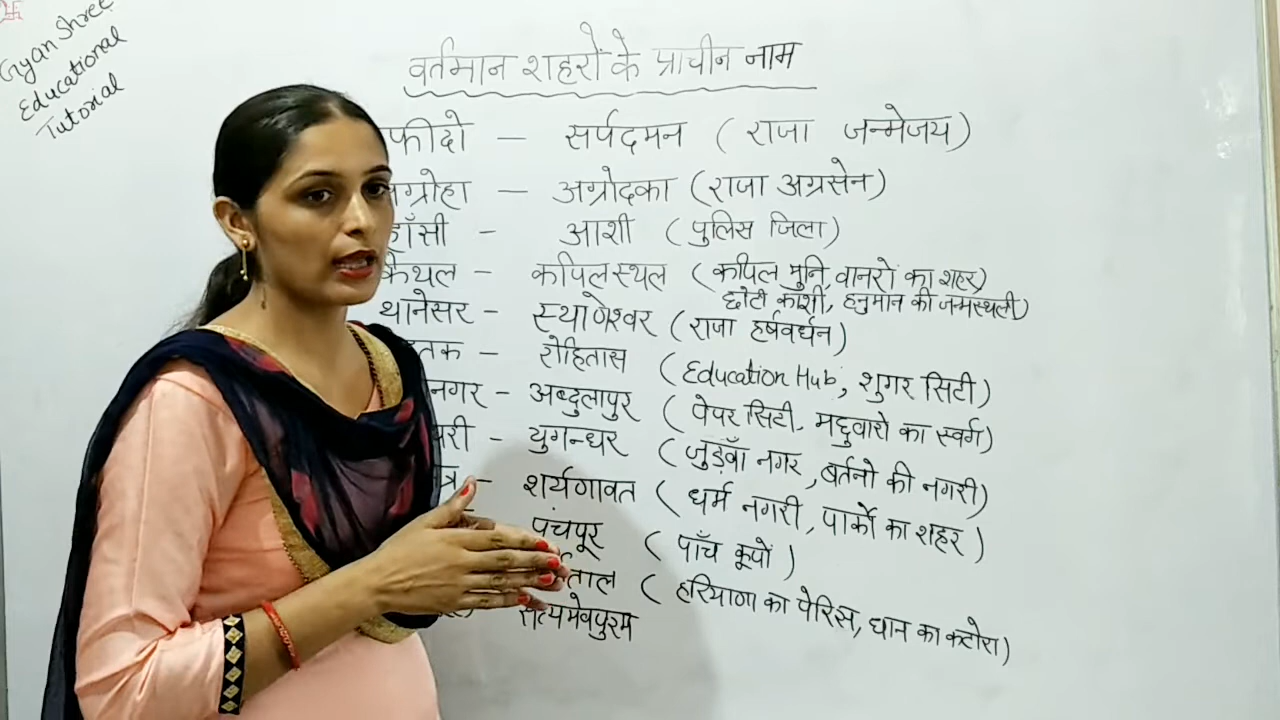 Gyan Shree
Educational
Tutorial
वर्तमान शहरों के प्राचीन नाम
फीदो – सर्पदमन ( राजा जन्मेजय )
ग्रोहा – अग्रोदका ( राजा अग्रसेन )
हाँसी – आशी ( पुलिस जिला )
कैथल – कपिलस्थल ( कपिल मुनि, वानरो का शहर,
छोटी काशी, हनुमान की जन्मस्थली )
थानेसर – स्थाणेश्वर ( राजा हर्षवर्धन )
तक – रोहितास ( Education Hub, शुगर सिटी )
नगर – अब्दुलापुर ( पेपर सिटी, मछुवारो का स्वर्ग )
री – युगन्धर ( जुड़वाँ नगर, बर्तनो की नगरी )
त्र – शर्यणावत ( धर्म नगरी, पार्को का शहर )
पंचपूर ( पाँच कूपो )
ताल ( हरियाणा का पेरिस, धान का कटोरा )
सत्यमेवपुरम